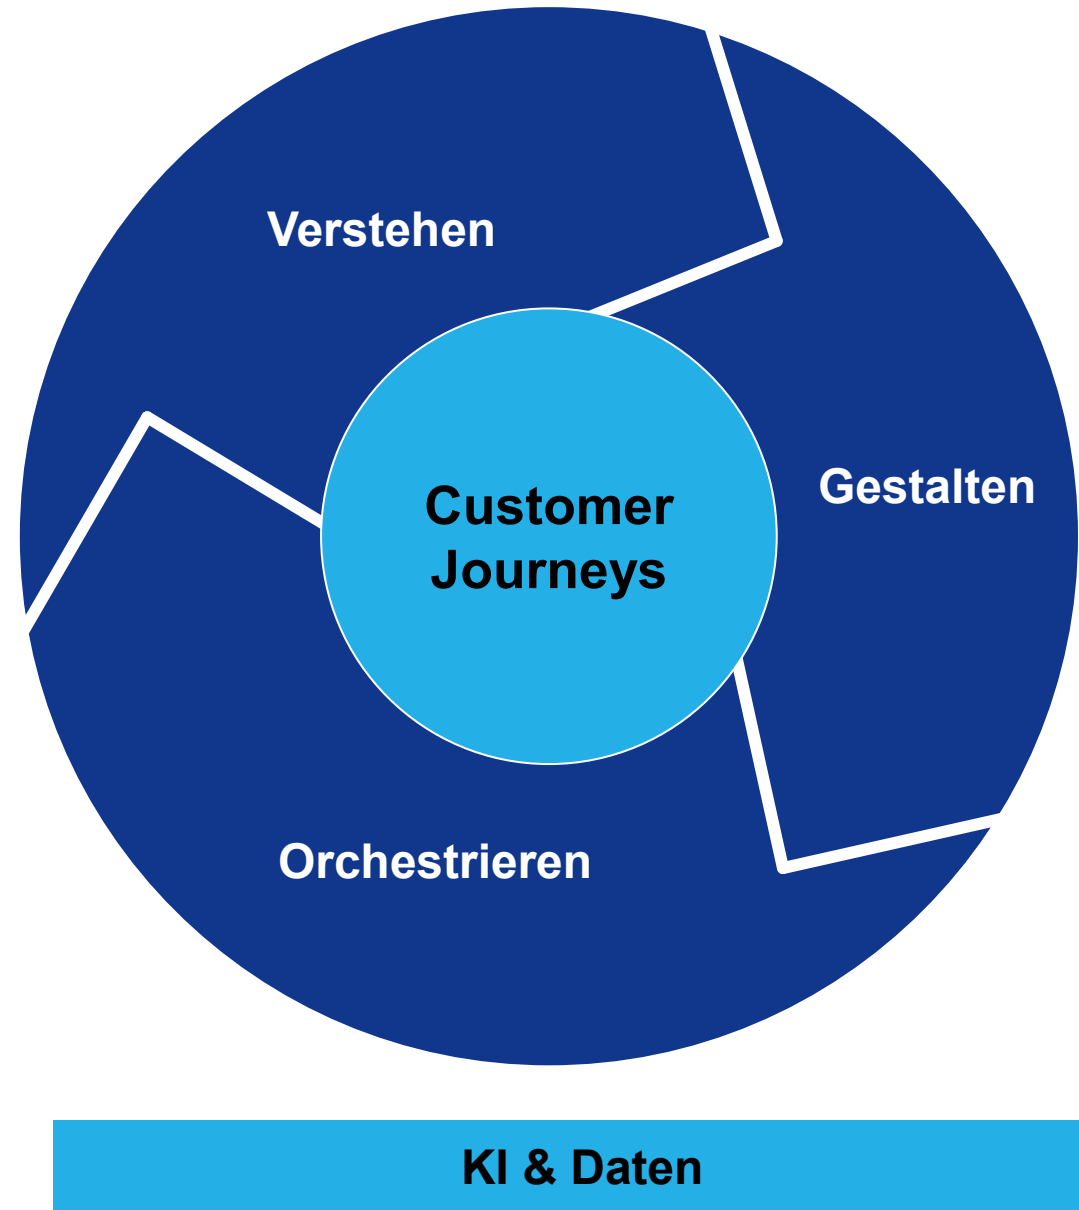 Verstehen
Gestalten
Customer
Journeys
Orchestrieren
KI & Daten